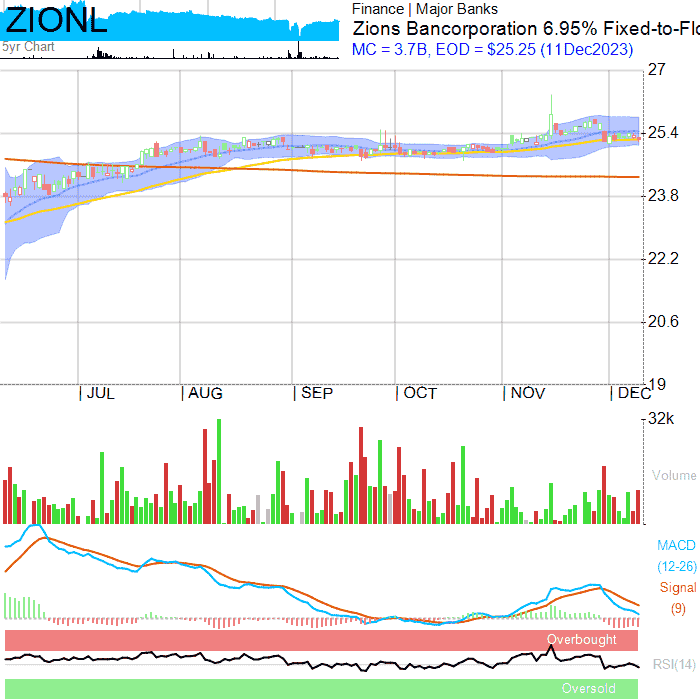 ZIONL
5yr Chart
Finance | Major Banks
Zions Bancorporation 6.95% Fixed-to-Flo
MC = 3.7B, EOD = $25.25 (11Dec2023)
27
25.4
23.8
22.2
20.6
19
| JUL | AUG | SEP | OCT | NOV | DEC
32k
Volume
MACD
(12-26)
Signal
(9)
Overbought
RSI(14)
Oversold